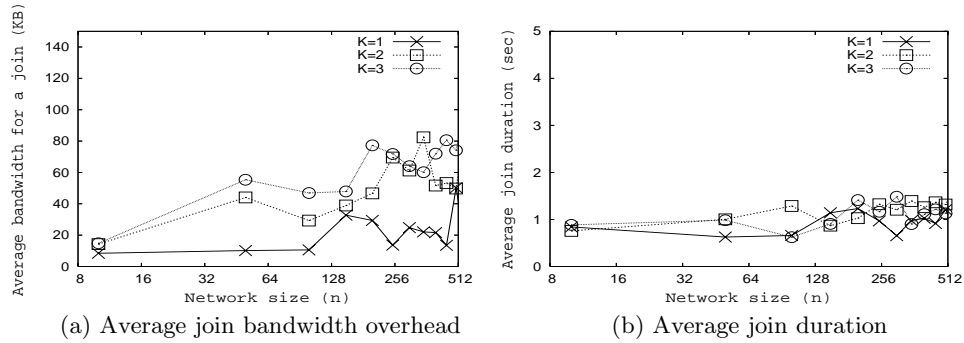 Average bandwidth for a join (KB)
140
120
100
80
60
40
20
0
8 16 32 64 128 256 512
Network size (n)
K=1
K=2
K=3
(a) Average join bandwidth overhead
Average join duration (sec)
5
4
3
2
1
0
8 16 32 64 128 256 512
Network size (n)
K=1
K=2
K=3
(b) Average join duration